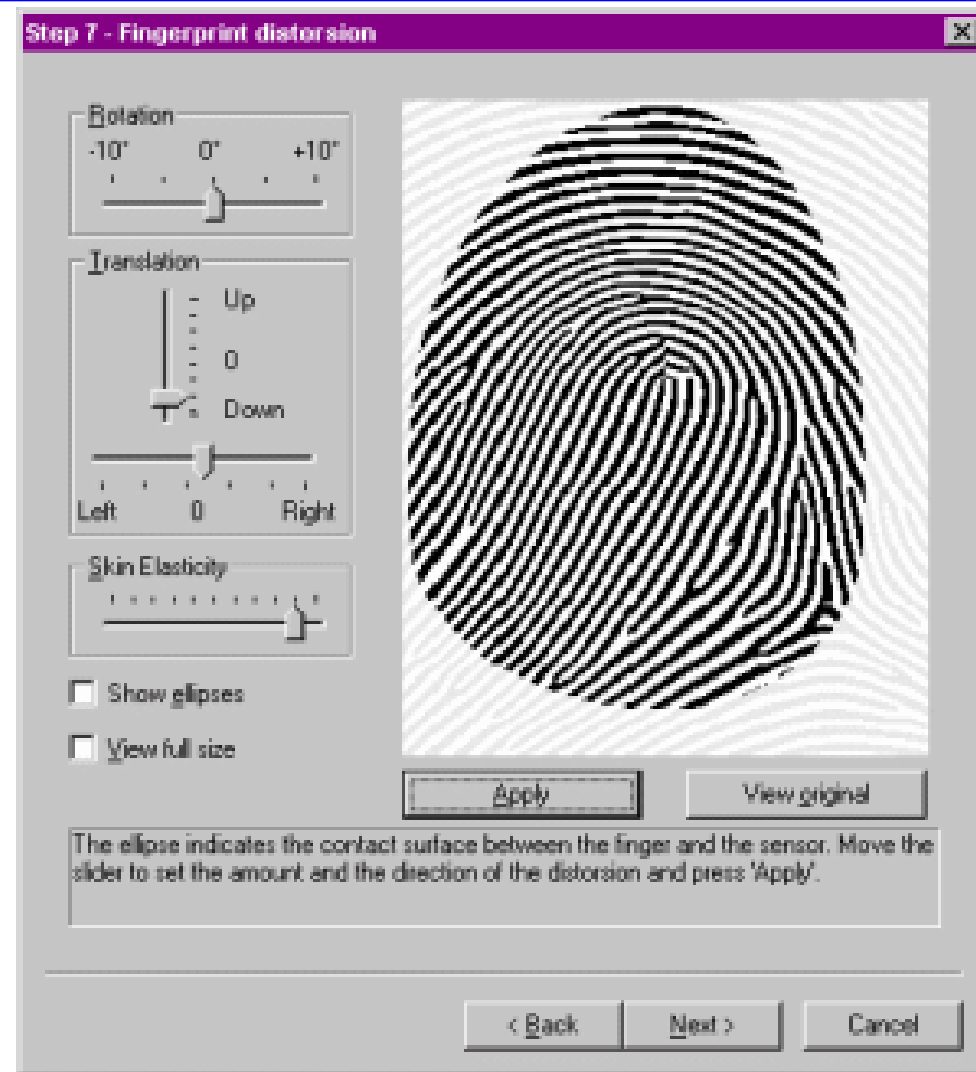 Step 7 - Fingerprint distorsion
Rotation
-10° 0° +10°
Translation
Up
0
Down
Left 0 Right
Skin Elasticity
Show ellipses
View full size
Apply View original
The ellipse indicates the contact surface between the finger and the sensor. Move the
slider to set the amount and the direction of the distorsion and press 'Apply'.
< Back Next > Cancel